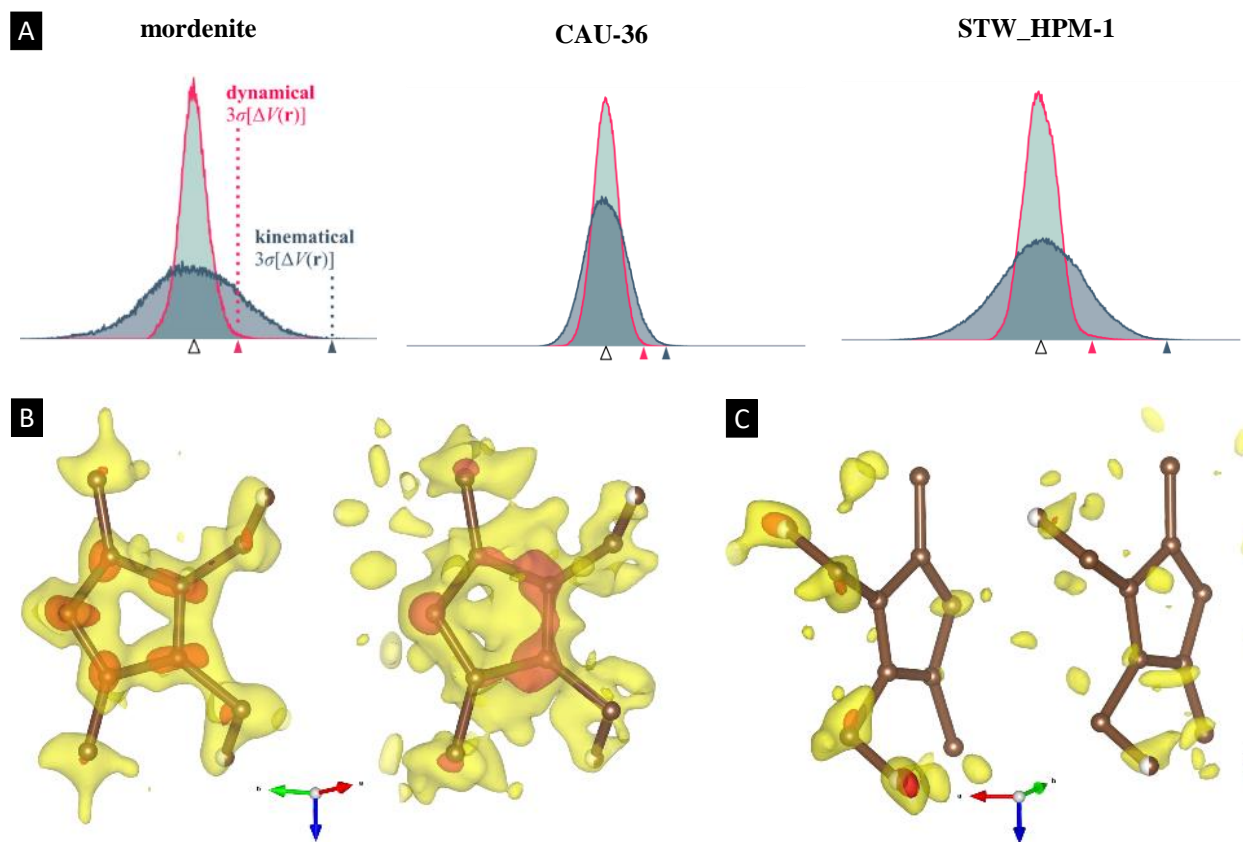 A
mordenite
CAU-36
STW_HPM-1
dynamical
3σ[ΔV(r)]
kinematical
3σ[ΔV(r)]
B
C